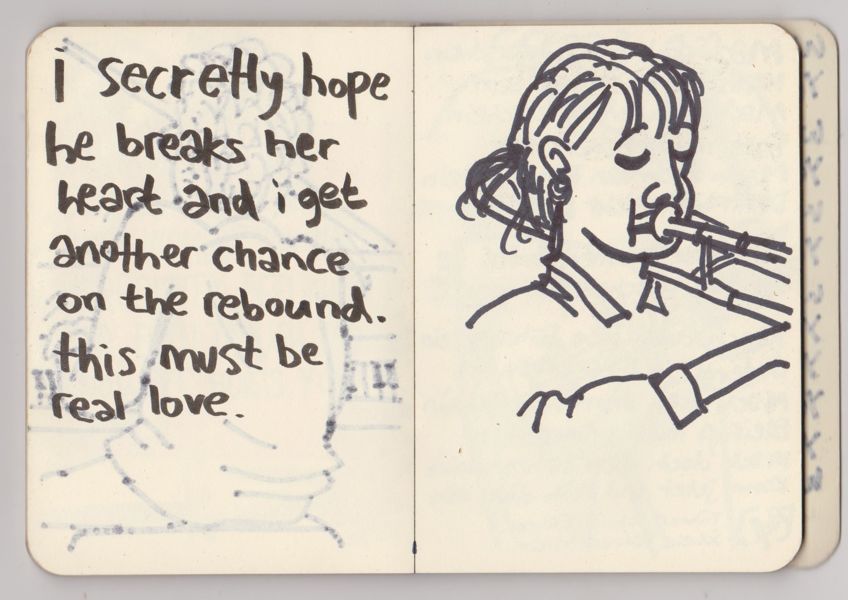 i secretly hope
he breaks her
heart and i get
another chance
on the rebound.
this must be
real love.